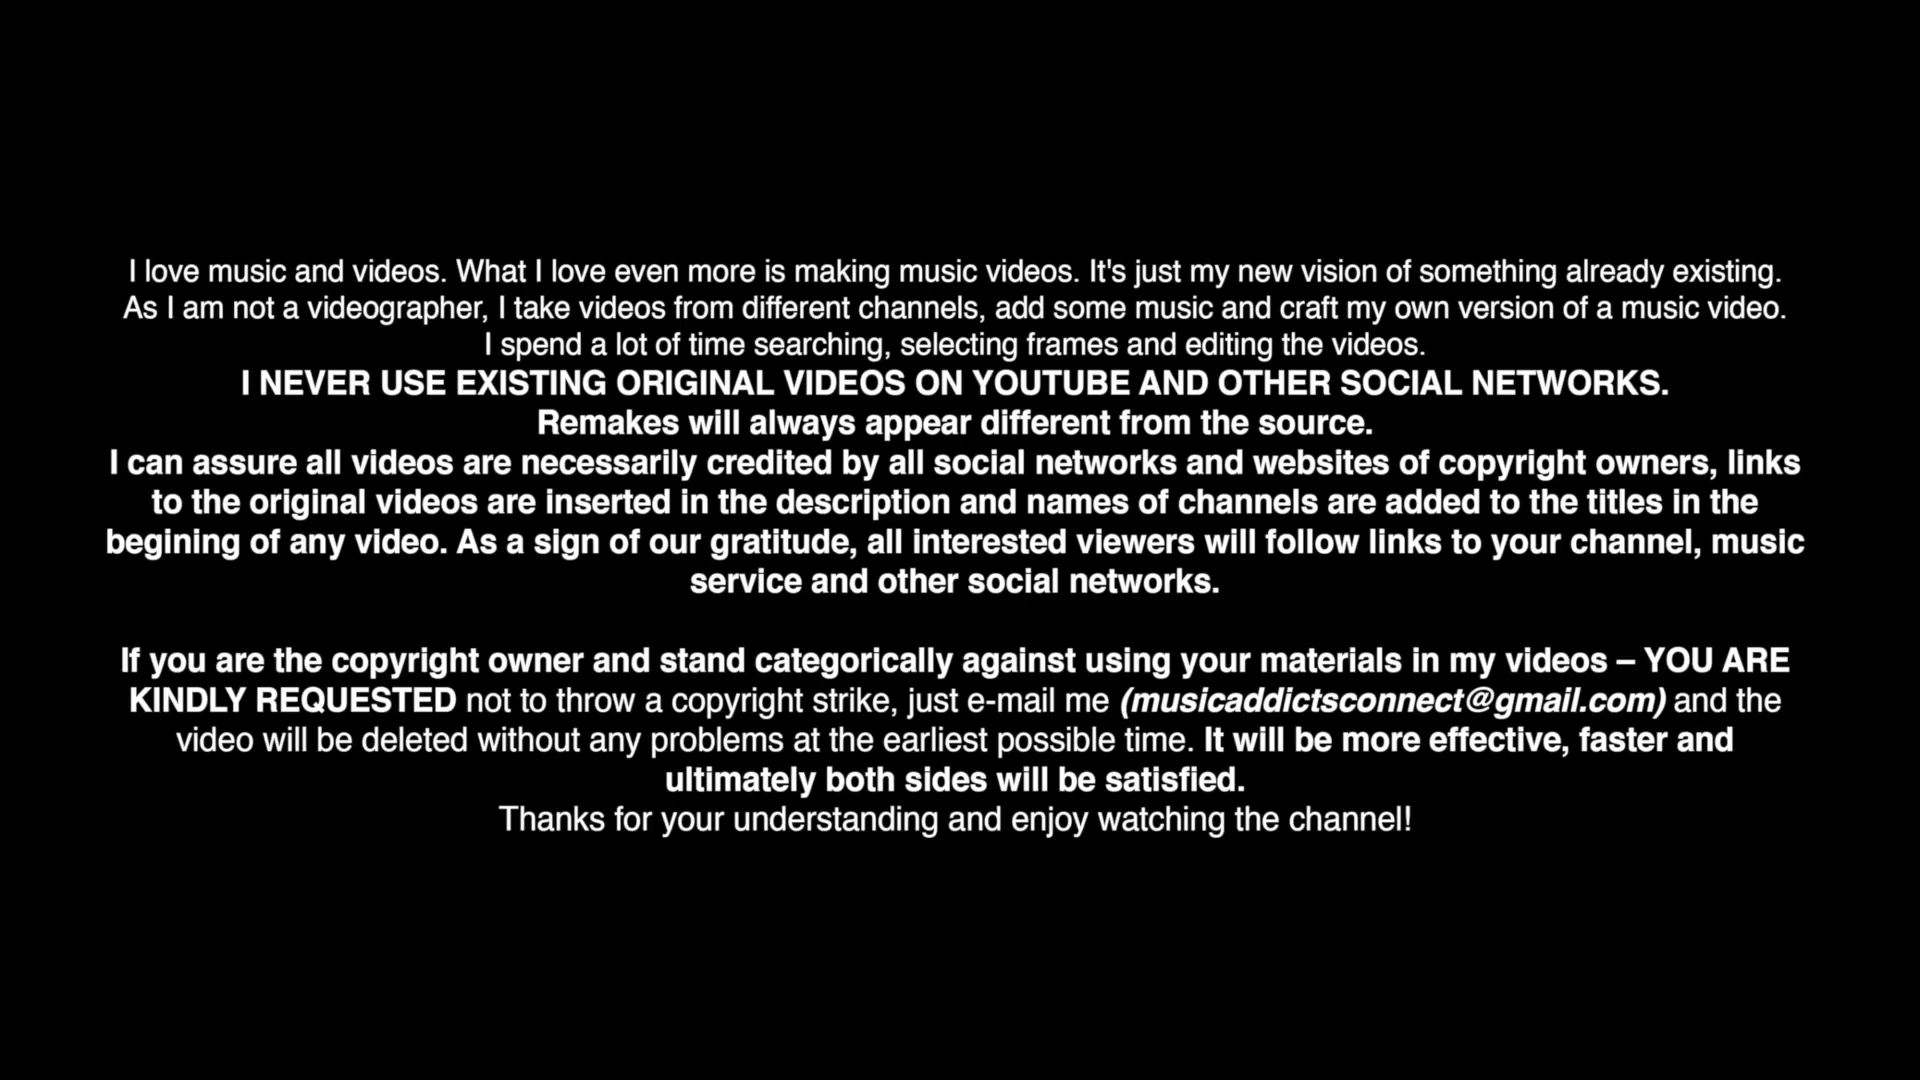 I love music and videos. What I love even more is making music videos. It's just my new vision of something already existing.
As I am not a videographer, I take videos from different channels, add some music and craft my own version of a music video.
I spend a lot of time searching, selecting frames and editing the videos.
I NEVER USE EXISTING ORIGINAL VIDEOS ON YOUTUBE AND OTHER SOCIAL NETWORKS.
Remakes will always appear different from the source.
I can assure all videos are necessarily credited by all social networks and websites of copyright owners, links
to the original videos are inserted in the description and names of channels are added to the titles in the
begining of any video. As a sign of our gratitude, all interested viewers will follow links to your channel, music
service and other social networks.
If you are the copyright owner and stand categorically against using your materials in my videos – YOU ARE
KINDLY REQUESTED not to throw a copyright strike, just e-mail me (musicaddictsconnect@gmail.com) and the
video will be deleted without any problems at the earliest possible time. It will be more effective, faster and
ultimately both sides will be satisfied.
Thanks for your understanding and enjoy watching the channel!